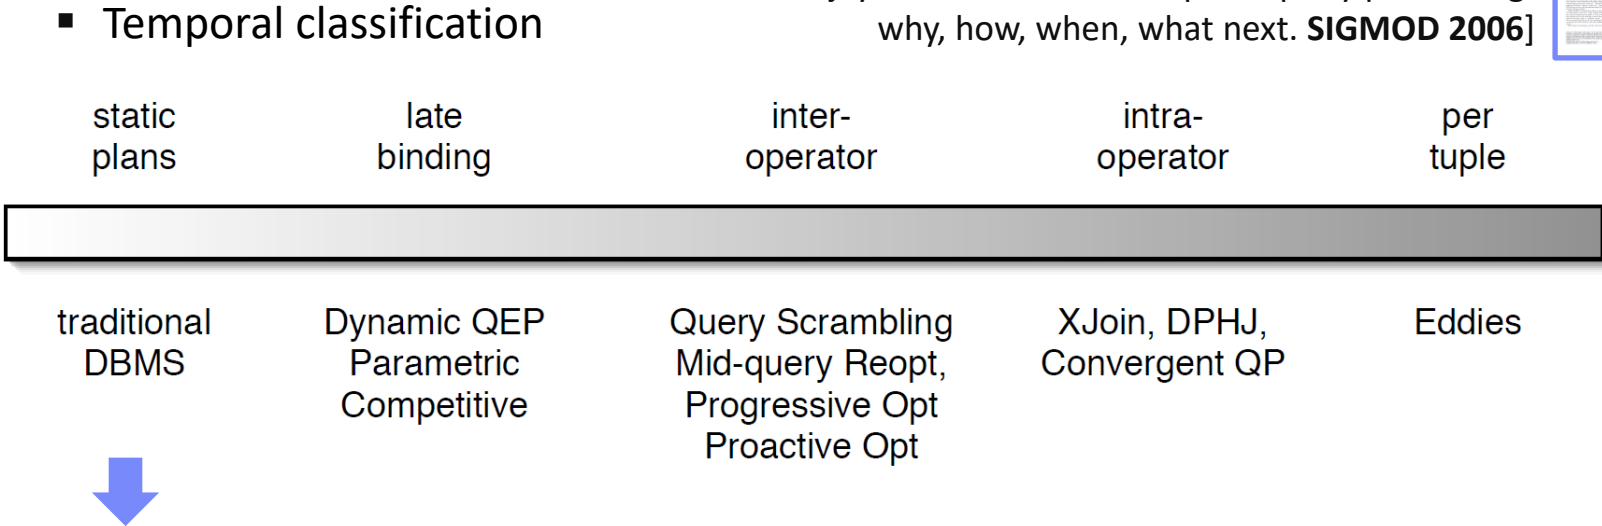 ▪ Temporal classification
why, how, when, what next. SIGMOD 2006]
static
plans
late
binding
inter-
operator
intra-
operator
per
tuple
traditional
DBMS
Dynamic QEP
Parametric
Competitive
Query Scrambling
Mid-query Reopt,
Progressive Opt
Proactive Opt
XJoin, DPHJ,
Convergent QP
Eddies